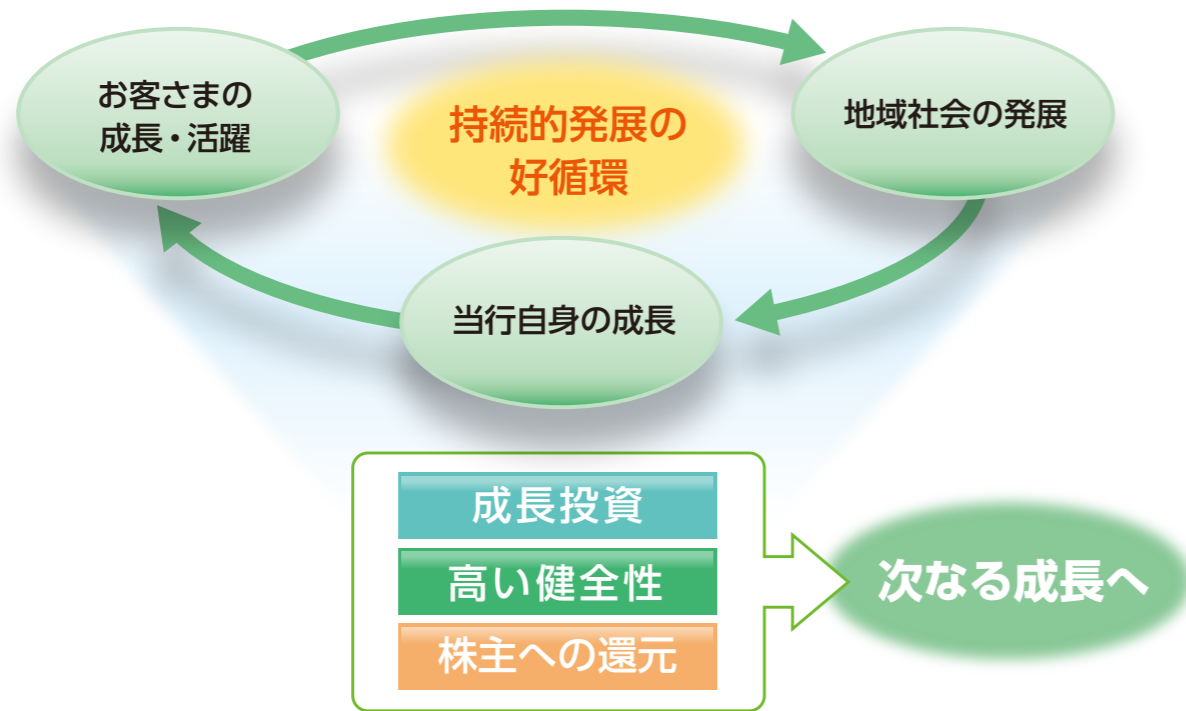 お客さまの
成長・活躍
持続的発展の
好循環
地域社会の発展
当行自身の成長
成長投資
高い健全性
株主への還元
次なる成長へ